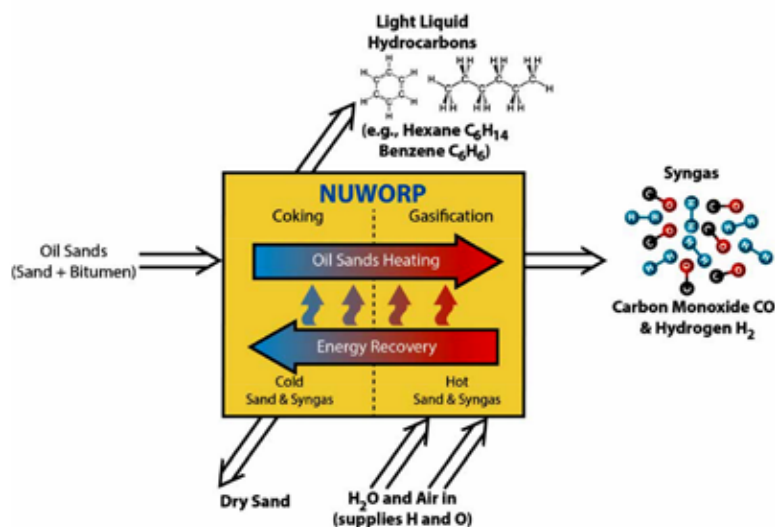 Light Liquid
Hydrocarbons
H H H H H H H H H H H H H H H H H H H H
C C C C C C C C C C C C
(e.g., Hexane C6H14
Benzene C6H6)
NUWORP
Coking Gasification
Oil Sands
(Sand + Bitumen)
Oil Sands Heating
Energy Recovery
Cold
Sand & Syngas
Hot
Sand & Syngas
Syngas
Carbon Monoxide CO
& Hydrogen H2
Dry Sand
H2O and Air in
(supplies H and O)